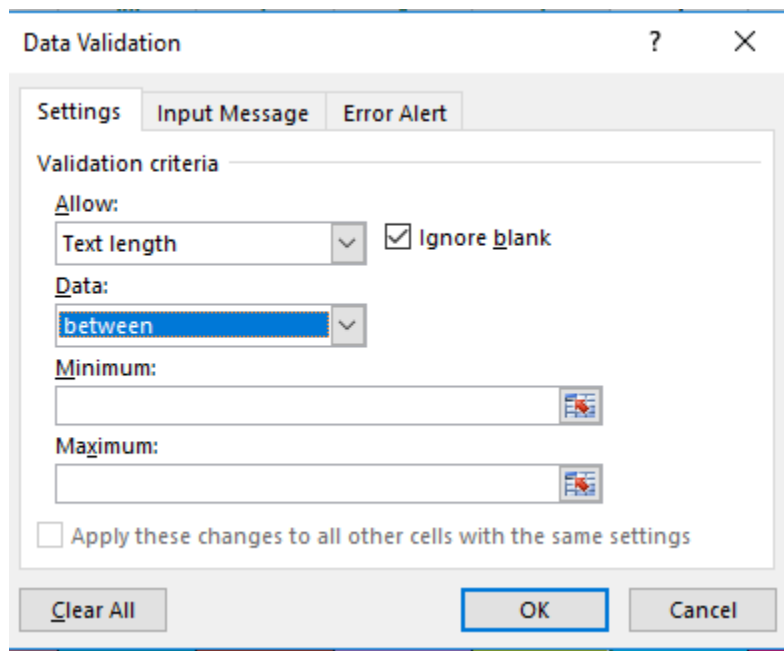 Data Validation ? ×
Settings Input Message Error Alert
Validation criteria
Allow:
Text length Ignore blank
Data:
between
Minimum:
Maximum:
Apply these changes to all other cells with the same settings
Clear All OK Cancel